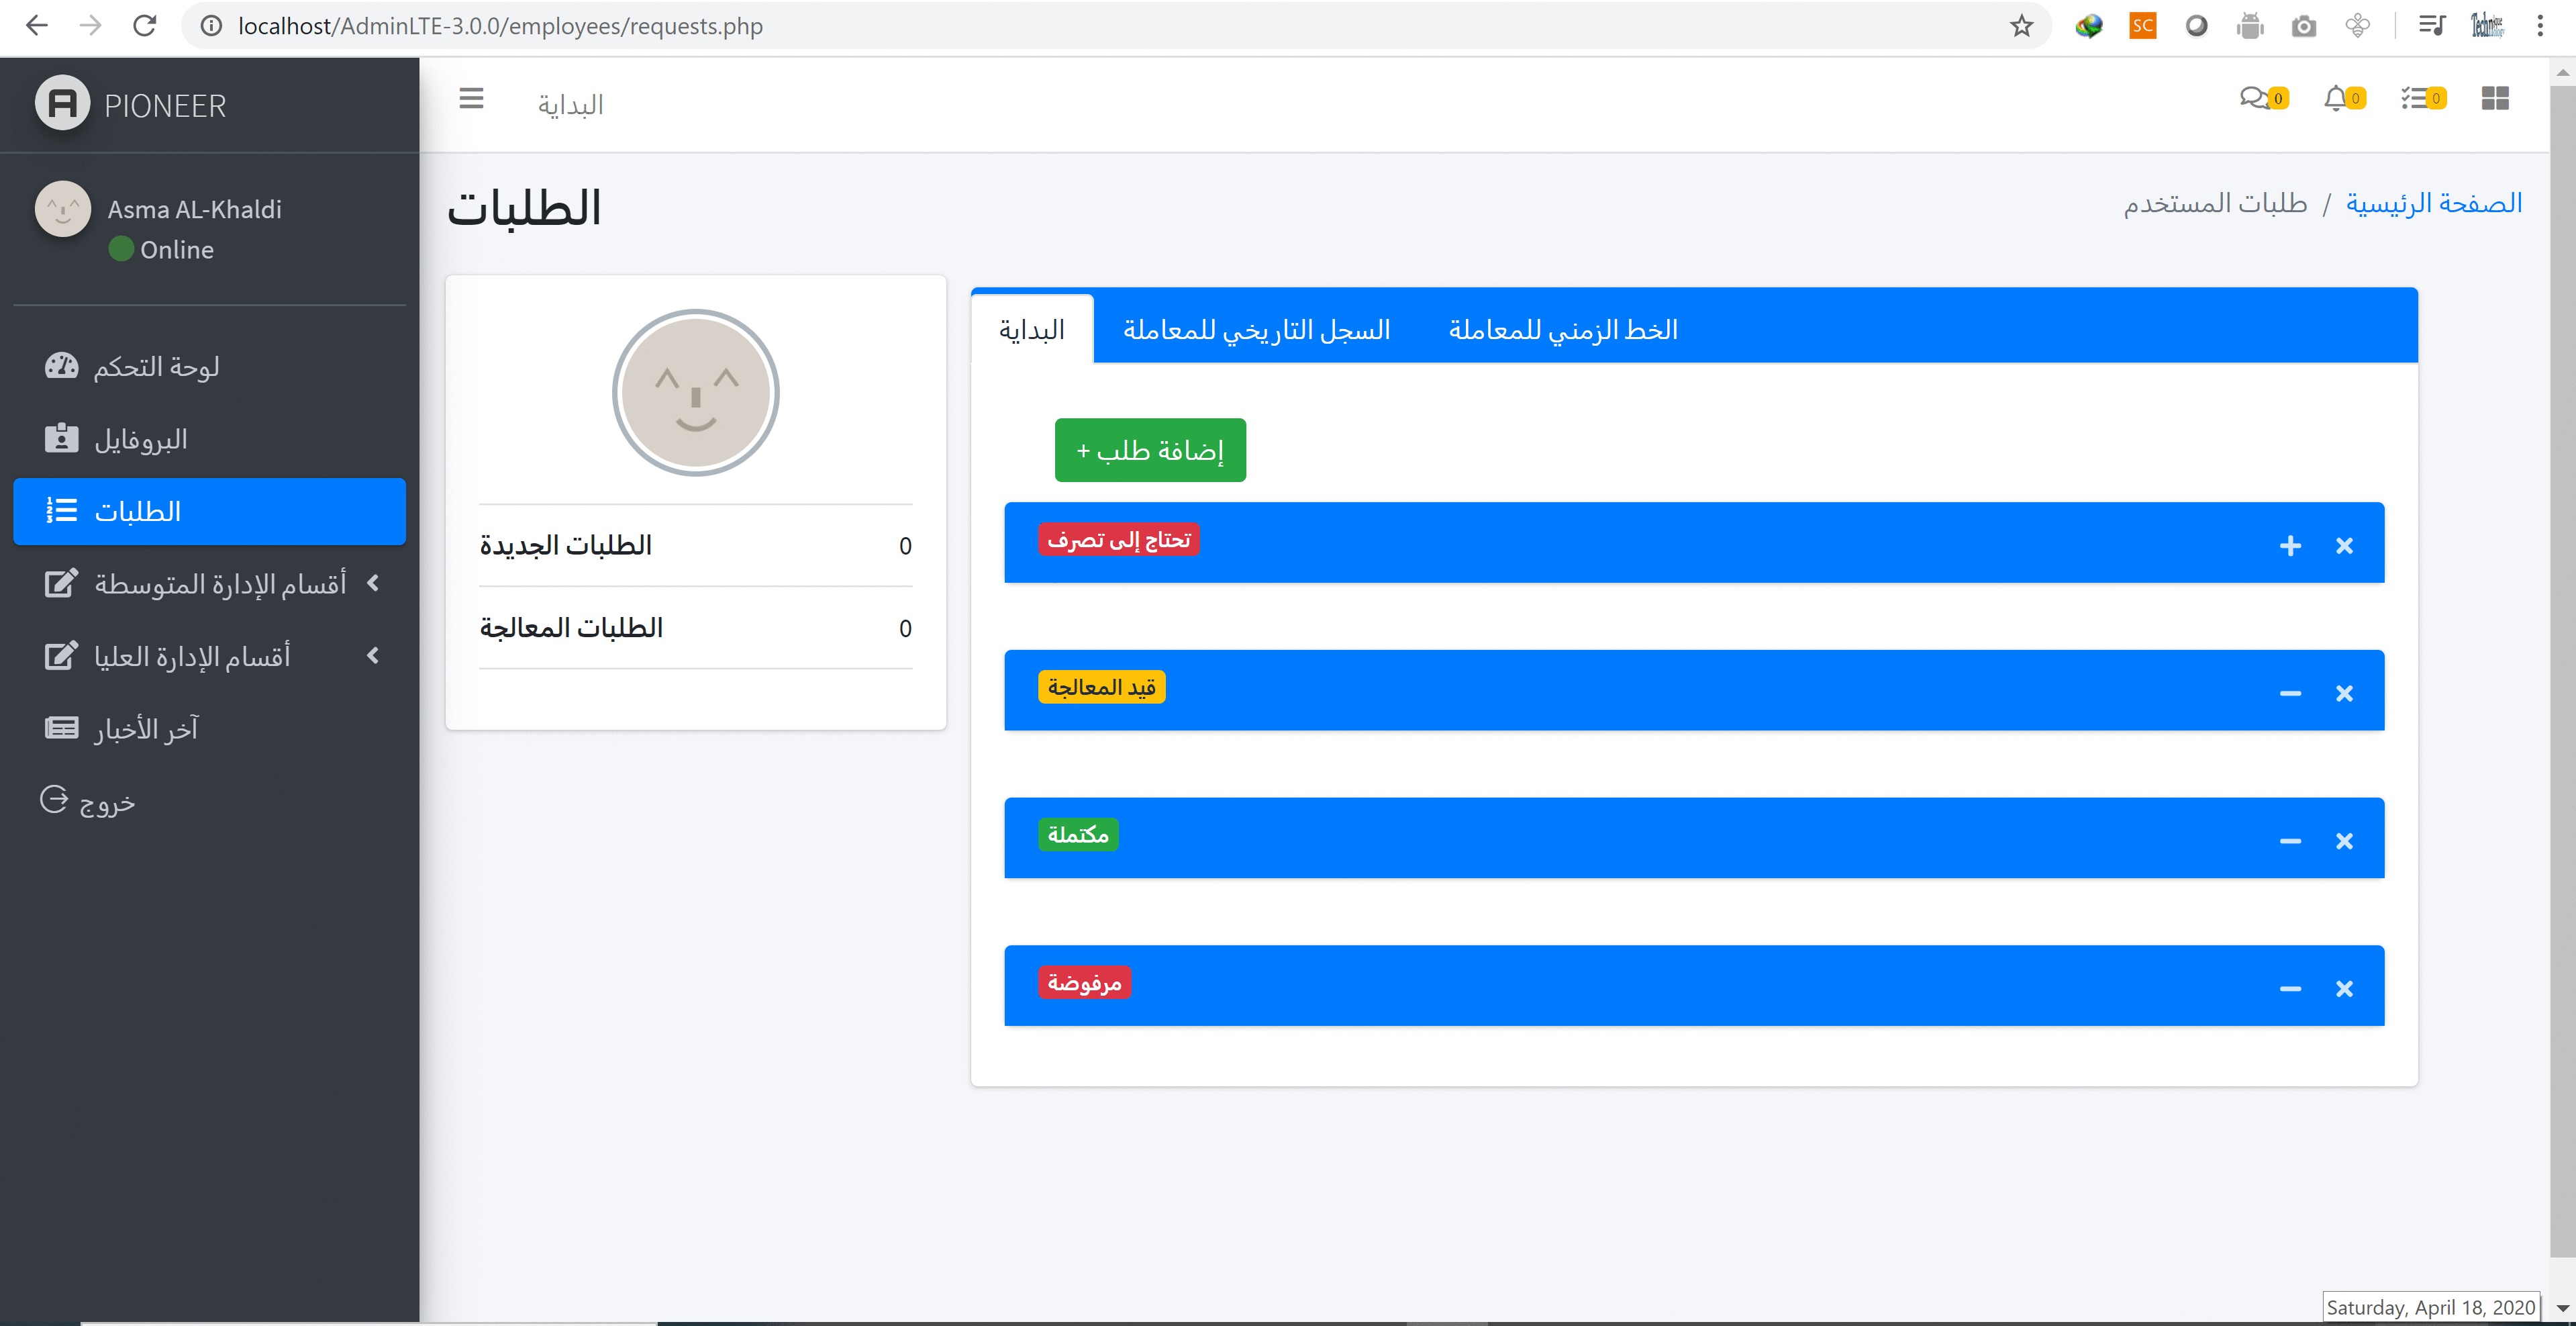 localhost/AdminLTE-3.0.0/employees/requests.php
SC
PIONEER
البداية
0
0
0
Asma AL-Khaldi
Online
لوحة التحكم
البروفايل
الطلبات
أقسام الإدارة المتوسطة
أقسام الإدارة العليا
آخر الأخبار
خروج
الطلبات
الصفحة الرئيسية / طلبات المستخدم
الطلبات الجديدة 0
الطلبات المعالجة 0
البداية
السجل التاريخي للمعاملة
الخط الزمني للمعاملة
إضافة طلب +
تحتاج إلى تصرف
قيد المعالجة
مكتملة
مرفوضة
Saturday, April 18, 2020